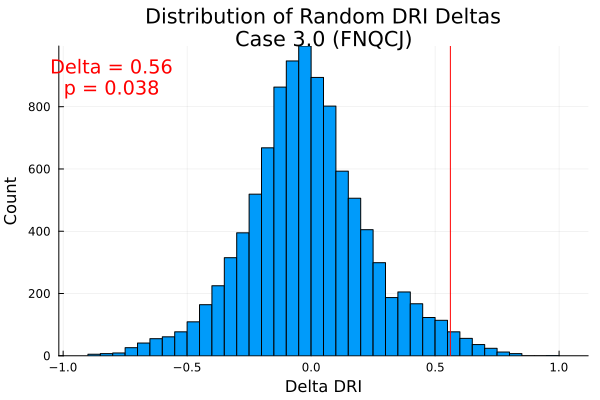 Distribution of Random DRI Deltas
Case 3.0 (FNQCJ)
Delta = 0.56
p = 0.038
800
600
400
200
0
Count
−1.0
−0.5
0.0
0.5
1.0
Delta DRI